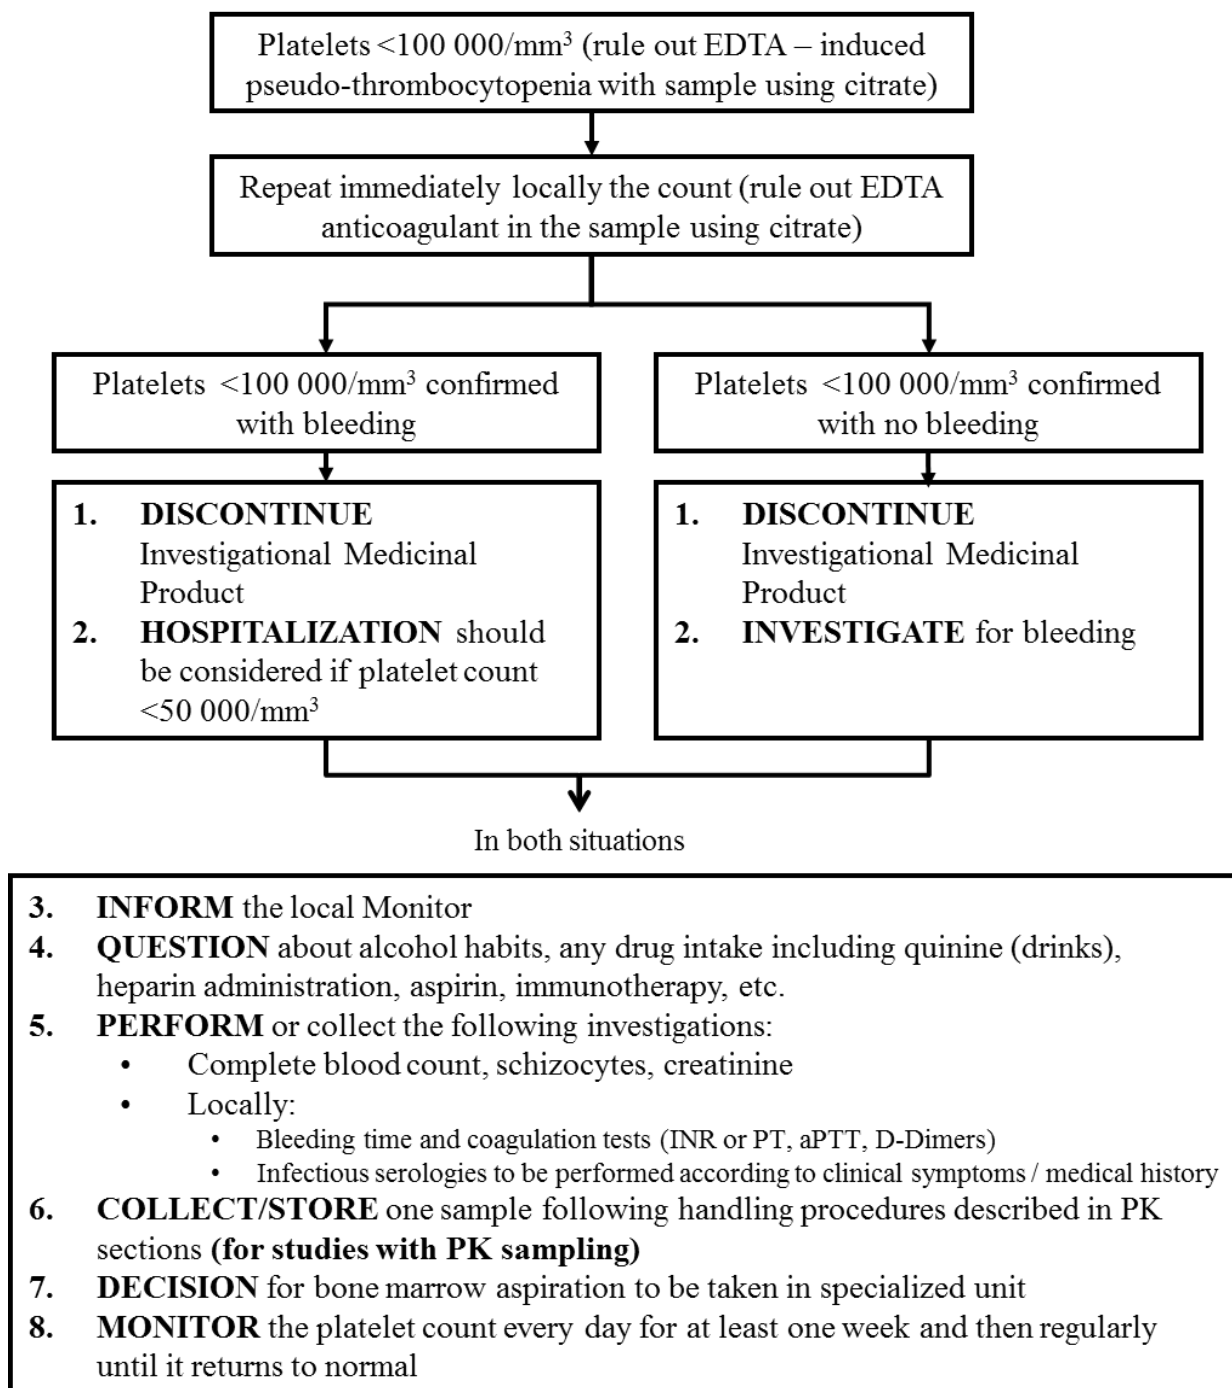 Platelets <100 000/mm³ (rule out EDTA – induced
pseudo-thrombocytopenia with sample using citrate)
Repeat immediately locally the count (rule out EDTA
anticoagulant in the sample using citrate)
Platelets <100 000/mm³ confirmed
with bleeding
Platelets <100 000/mm³ confirmed
with no bleeding
1. DISCONTINUE
Investigational Medicinal
Product
2. HOSPITALIZATION should
be considered if platelet count
<50 000/mm³
1. DISCONTINUE
Investigational Medicinal
Product
2. INVESTIGATE for bleeding
In both situations
3. INFORM the local Monitor
4. QUESTION about alcohol habits, any drug intake including quinine (drinks),
heparin administration, aspirin, immunotherapy, etc.
5. PERFORM or collect the following investigations:
• Complete blood count, schizocytes, creatinine
• Locally:
• Bleeding time and coagulation tests (INR or PT, aPTT, D-Dimers)
• Infectious serologies to be performed according to clinical symptoms / medical history
6. COLLECT/STORE one sample following handling procedures described in PK
sections (for studies with PK sampling)
7. DECISION for bone marrow aspiration to be taken in specialized unit
8. MONITOR the platelet count every day for at least one week and then regularly
until it returns to normal